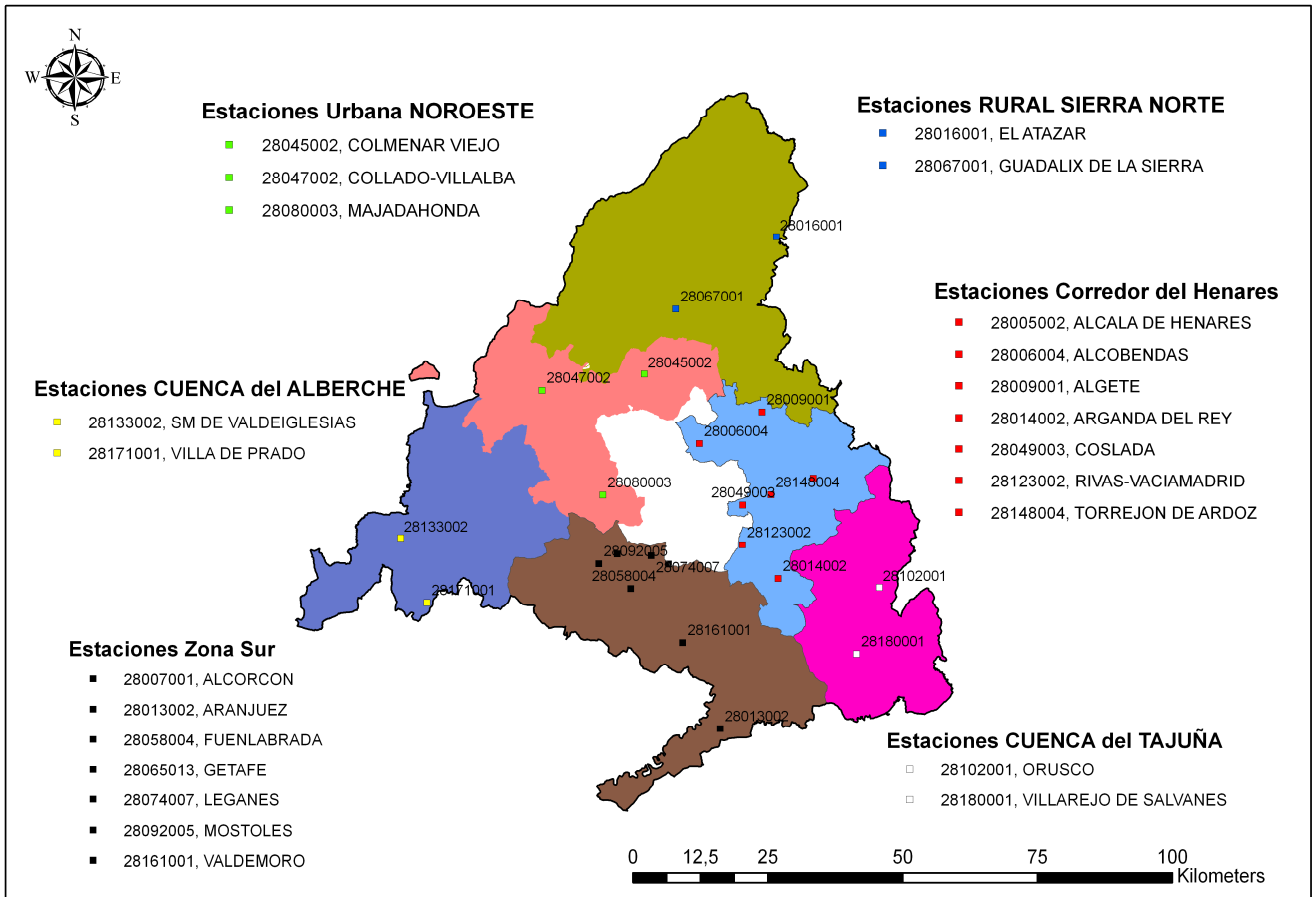 N
W
E
S
Estaciones Urbana NOROESTE
28045002, COLMENAR VIEJO
28047002, COLLADO-VILLALBA
28080003, MAJADAHONDA
Estaciones RURAL SIERRA NORTE
28016001, EL ATAZAR
28067001, GUADALIX DE LA SIERRA
Estaciones Corredor del Henares
28005002, ALCALA DE HENARES
28006004, ALCOBENDAS
28009001, ALGETE
28014002, ARGANDA DEL REY
28049003, COSLADA
28123002, RIVAS-VACIAMADRID
28148004, TORREJON DE ARDOZ
Estaciones CUENCA del ALBERCHE
28133002, SM DE VALDEIGLESIAS
28171001, VILLA DE PRADO
28016001
28067001
28045002
28047002
28009001
28006004
28080003
28049003
28148004
28133002
28123002
28092005
28074007
28058004
28014002
28102001
28171001
28161001
28180001
28013002
Estaciones Zona Sur
28007001, ALCORCON
28013002, ARANJUEZ
28058004, FUENLABRADA
28065013, GETAFE
28074007, LEGANES
28092005, MOSTOLES
28161001, VALDEMORO
Estaciones CUENCA del TAJUÑA
28102001, ORUSCO
28180001, VILLAREJO DE SALVANES
0 12,5 25 50 75 100
Kilometers